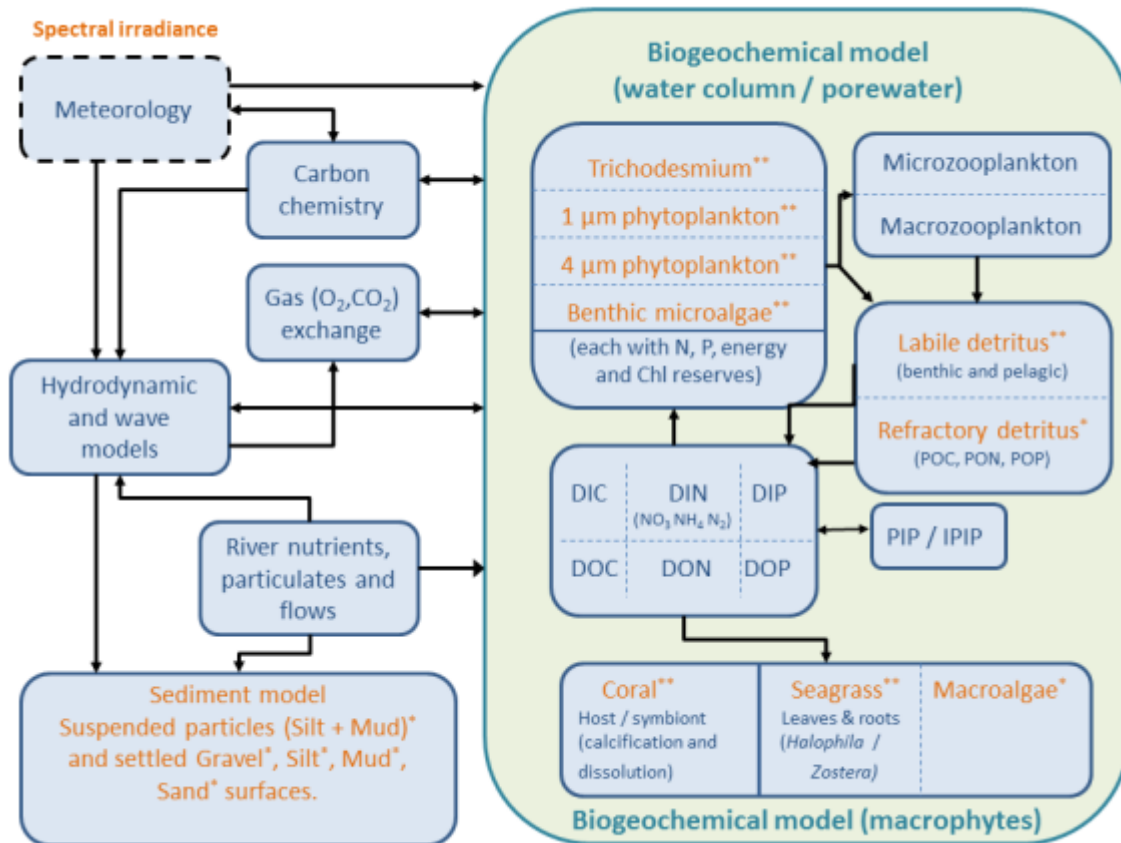 Spectral irradiance
Meteorology
Carbon
chemistry
Gas (O₂,CO₂)
exchange
Hydrodynamic
and wave
models
River nutrients,
particulates and
flows
Sediment model
Suspended particles (Silt + Mud)*
and settled Gravel*, Silt*, Mud*,
Sand* surfaces.
Biogeochemical model
(water column / porewater)
Trichodesmium**
1 µm phytoplankton**
4 µm phytoplankton**
Benthic microalgae**
(each with N, P, energy
and Chl reserves)
Microzooplankton
Macrozooplankton
Labile detritus**
(benthic and pelagic)
Refractory detritus*
(POC, PON, POP)
DIC DIN DIP
(NO₃ NH₄ N₂)
DOC DON DOP
PIP / IPIP
Coral**
Host / symbiont
(calcification and
dissolution)
Seagrass**
Leaves & roots
(Halophila /
Zostera)
Macroalgae*
Biogeochemical model (macrophytes)